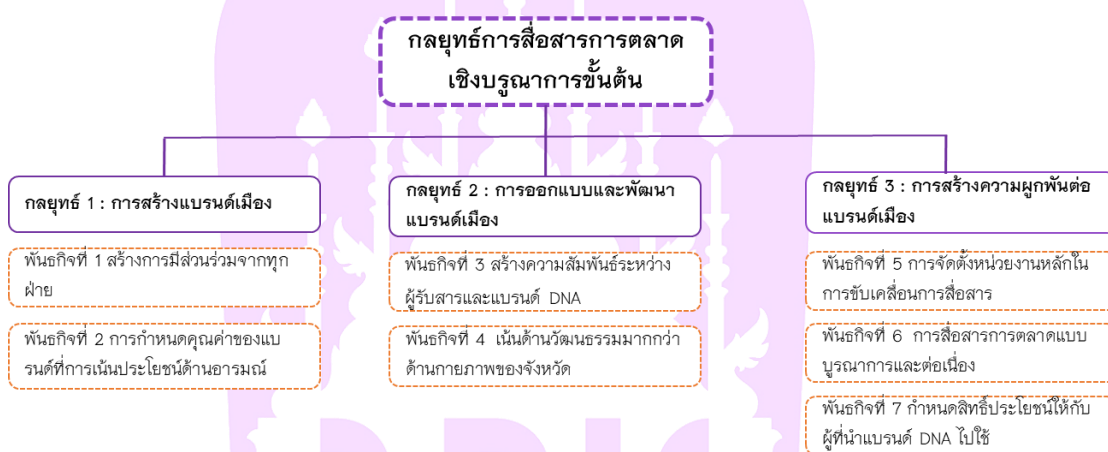 กลยุทธ์การสื่อสารการตลาด
เชิงบรูณาการขั้นต้น
กลยุทธ์ 1 : การสร้างแบรนด์เมือง
พันธกิจที่ 1 สร้างการมีส่วนร่วมจากทุก
ฝ่าย
พันธกิจที่ 2 การกำหนดคุณค่าของแบ
รนด์ที่การเน้นประโยชน์ด้านอารมณ์
กลยุทธ์ 2 : การออกแบบและพัฒนา
แบรนด์เมือง
พันธกิจที่ 3 สร้างความสัมพันธ์ระหว่าง
ผู้รับสารและแบรนด์ DNA
พันธกิจที่ 4 เน้นด้านวัฒนธรรมมากกว่า
ด้านกายภาพของจังหวัด
กลยุทธ์ 3 : การสร้างความผูกพันต่อ
แบรนด์เมือง
พันธกิจที่ 5 การจัดตั้งหน่วยงานหลักใน
การขับเคลื่อนการสื่อสาร
พันธกิจที่ 6 การสื่อสารการตลาดแบบ
บูรณาการและต่อเนื่อง
พันธกิจที่ 7 กำหนดสิทธิ์ประโยชน์ให้กับ
ผู้ที่นำแบรนด์ DNA ไปใช้